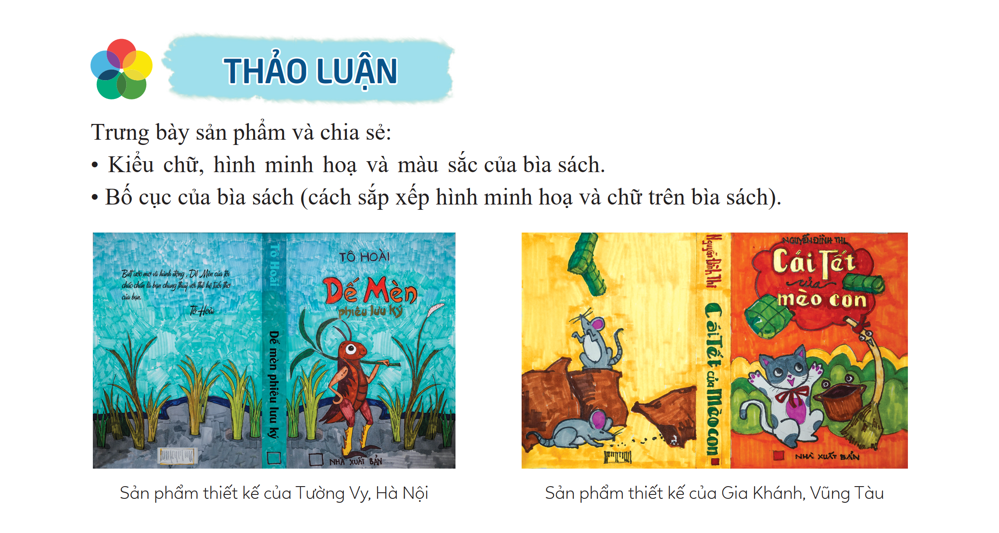 THẢO LUẬN
Trưng bày sản phẩm và chia sẻ:
• Kiểu chữ, hình minh hoạ và màu sắc của bìa sách.
• Bố cục của bìa sách (cách sắp xếp hình minh hoạ và chữ trên bìa sách).
Biết ước mơ và hành động, Dế Mèn của tôi
chắc chắn là bạn chung thuỷ với thế hệ tuổi thơ
của bạn.
Tô Hoài
Tô Hoài
Dế mèn phiêu lưu ký
TÔ HOÀI
Dế Mèn
phiêu lưu ký
NHÀ XUẤT BẢN
Nguyễn Đình Thi
Cái Tết của mèo con
NGUYỄN ĐÌNH THI
Cái Tết
của
mèo con
NHÀ XUẤT BẢN
Sản phẩm thiết kế của Tường Vy, Hà Nội
Sản phẩm thiết kế của Gia Khánh, Vũng Tàu